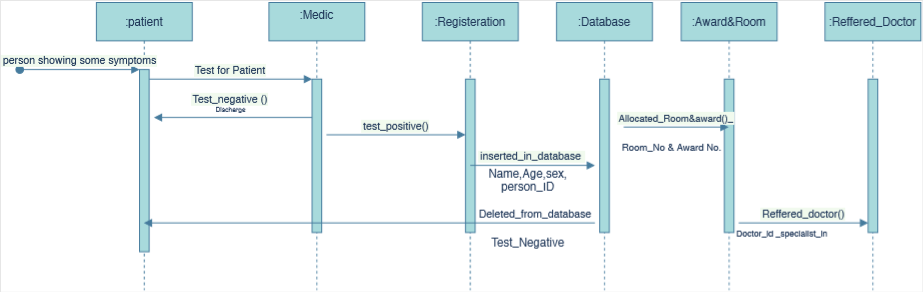 :patient
:Medic
:Registeration
:Database
:Award&Room
:Reffered_Doctor
person showing some symptoms
Test for Patient
Test_negative ()
Discharge
test_positive()
Allocated_Room&award()_
Room_No & Award No.
inserted_in_database
Name,Age,sex,
person_ID
Deleted_from_database
Test_Negative
Reffered_doctor()
Doctor_id _specialist_in